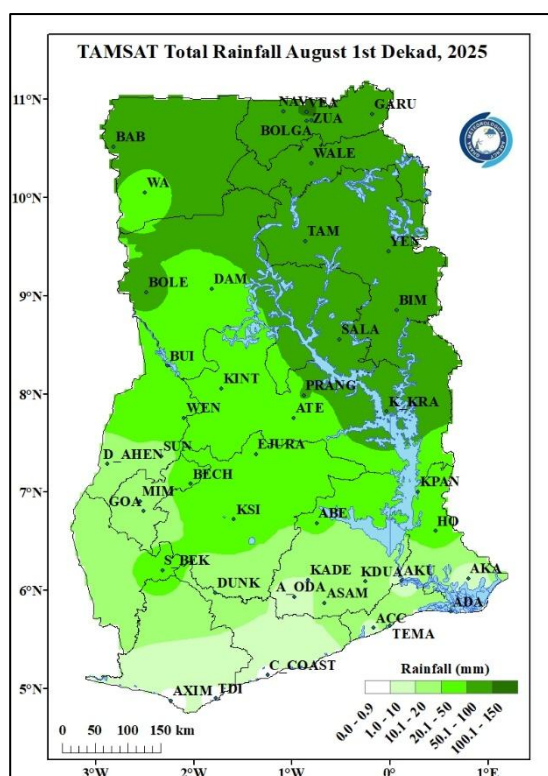 TAMSAT Total Rainfall August 1st Dekad, 2025
11°N
NAV
VEA
GARU
ZUA
BOLGA
BAB
WALE
10°N
WA
TAM
YEN
9°N
BOLE
DAM
BIM
SALA
BUI
KINT
PRANG
8°N
WEN
ATE
K_KRA
SUN
EJURA
D_AHEN
BECH
7°N
MIM
GOA
KPAN
KSI
ABE
HO
S_BEK
KADE
KDUA
AKU
AKA
6°N
DUNK
A_ODA
ASAM
ADA
ACC
TEMA
C_COAST
5°N
AXIM
TDI
Rainfall (mm)
0.0 - 0.9
1.0 - 10
10.1 - 20
20.1 - 50
50.1 - 100
100.1 - 150
0 50 100 150 km
3°W 2°W 1°W 0° 1°E